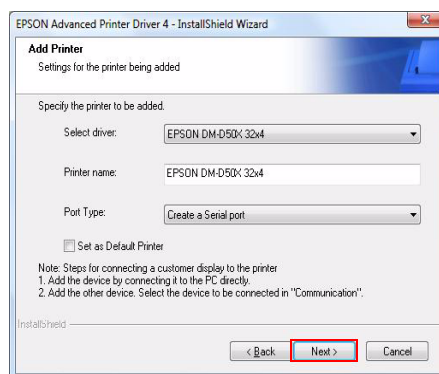 EPSON Advanced Printer Driver 4 - InstallShield Wizard
Add Printer
Settings for the printer being added
Specify the printer to be added.
Select driver: EPSON DM-D50X 32x4
Printer name: EPSON DM-D50X 32x4
Port Type: Create a Serial port
Set as Default Printer
Note: Steps for connecting a customer display to the printer
1. Add the device by connecting it to the PC directly.
2. Add the other device. Select the device to be connected in "Communication".
InstallShield
< Back Next > Cancel